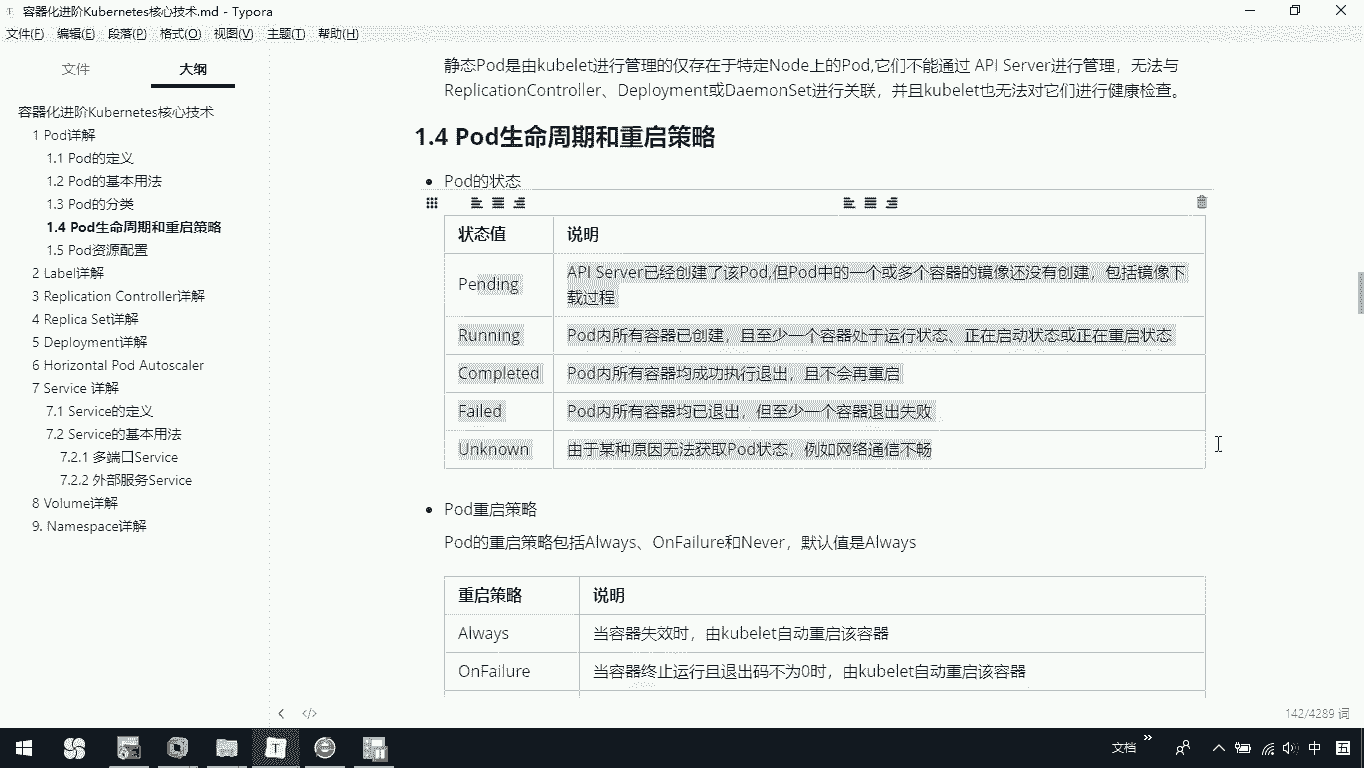 容器化进阶Kubernetes核心技术.md - Typora
文件(F) 编辑(E) 段落(P) 格式(O) 视图(V) 主题(T) 帮助(H)
文件 大纲
容器化进阶Kubernetes核心技术
1 Pod详解
1.1 Pod的定义
1.2 Pod的基本用法
1.3 Pod的分类
1.4 Pod生命周期和重启策略
1.5 Pod资源配置
2 Label详解
3 Replication Controller详解
4 Replica Set详解
5 Deployment详解
6 Horizontal Pod Autoscaler
7 Service 详解
7.1 Service的定义
7.2 Service的基本用法
7.2.1 多端口Service
7.2.2 外部服务Service
8 Volume详解
9. Namespace详解
静态Pod是由kubelet进行管理的仅存在于特定Node上的Pod,它们不能通过 API Server进行管理，无法与
ReplicationController、Deployment或DaemonSet进行关联，并且kubelet也无法对它们进行健康检查。
1.4 Pod生命周期和重启策略
Pod的状态
状态值 说明
Pending API Server已经创建了该Pod,但Pod中的一个或多个容器的镜像还没有创建，包括镜像下
载过程
Running Pod内所有容器已创建，且至少一个容器处于运行状态、正在启动状态或正在重启状态
Completed Pod内所有容器均成功执行退出，且不会再重启
Failed Pod内所有容器均已退出，但至少一个容器退出失败
Unknown 由于某种原因无法获取Pod状态，例如网络通信不畅
Pod重启策略
Pod的重启策略包括Always、OnFailure和Never，默认值是Always
重启策略 说明
Always 当容器失效时，由kubelet自动重启该容器
OnFailure 当容器终止运行且退出码不为0时，由kubelet自动重启该容器
142/4289 词
文档 中 五